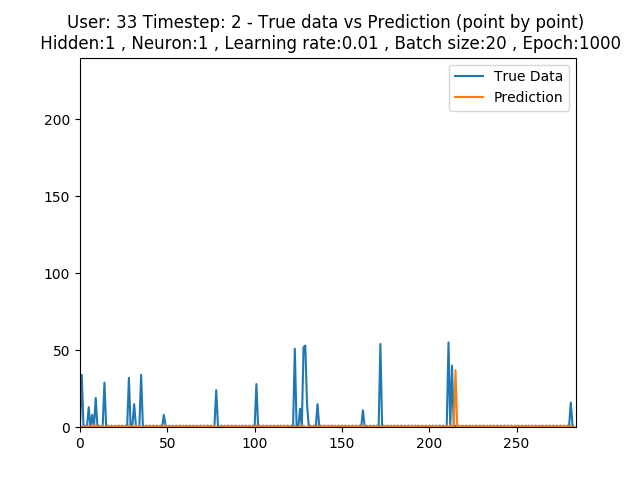 User: 33 Timestep: 2 - True data vs Prediction (point by point)
Hidden:1 , Neuron:1 , Learning rate:0.01 , Batch size:20 , Epoch:1000
True Data
Prediction
200
150
100
50
0
0 50 100 150 200 250